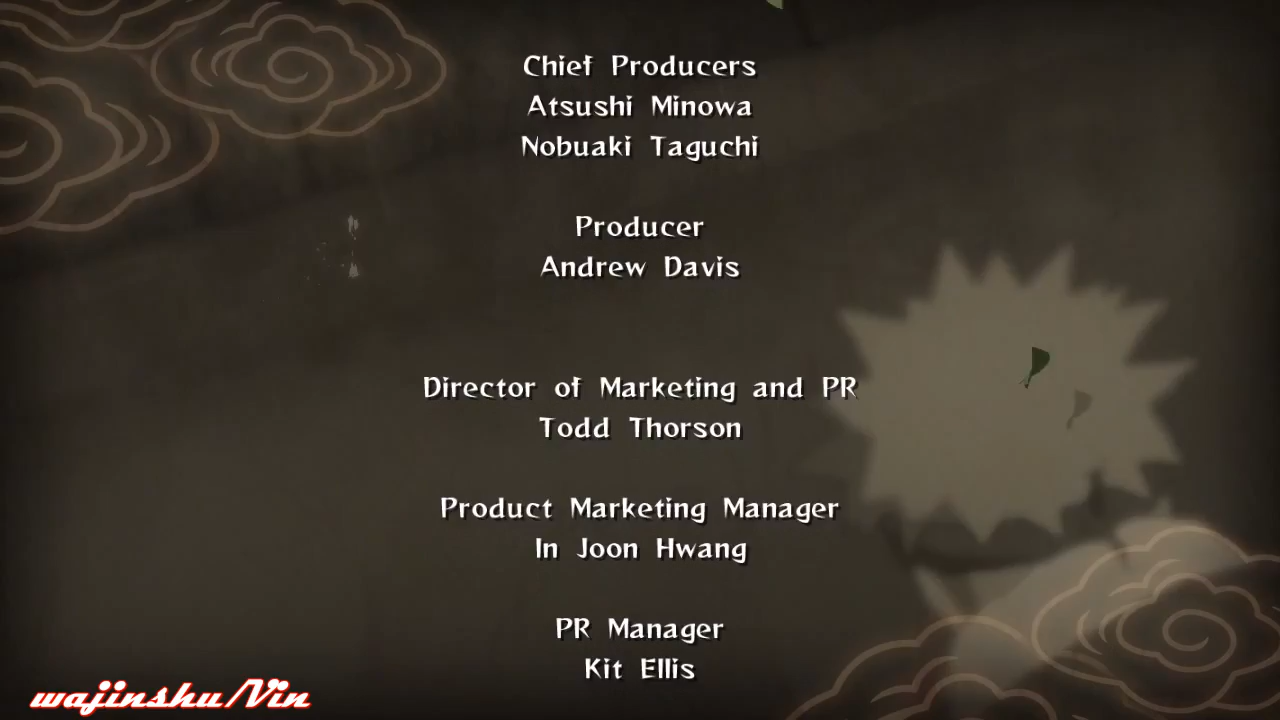 Chief Producers
Atsushi Minowa
Nobuaki Taguchi
Producer
Andrew Davis
Director of Marketing and PR
Todd Thorson
Product Marketing Manager
In Joon Hwang
PR Manager
Kit Ellis
wajinshu/Vin